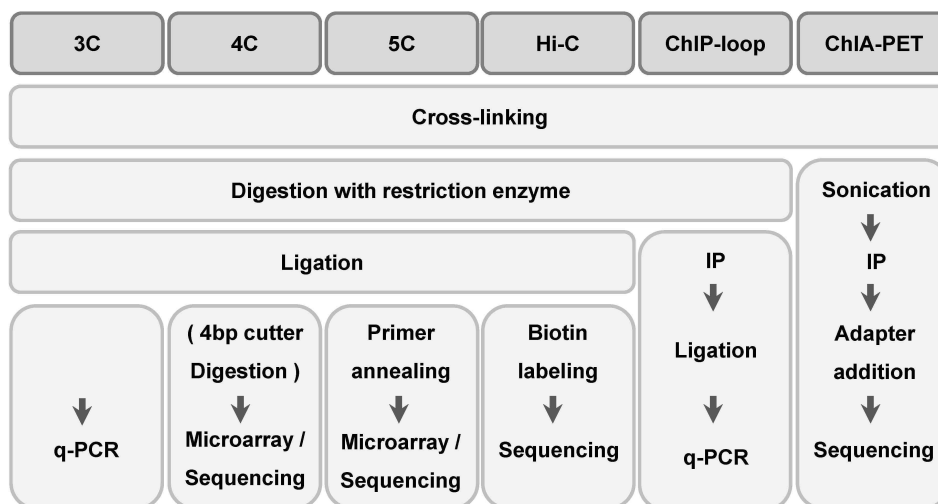 3C
4C
5C
Hi-C
ChIP-loop
ChIA-PET
Cross-linking
Digestion with restriction enzyme
Ligation
q-PCR
( 4bp cutter
Digestion )
Microarray /
Sequencing
Primer
annealing
Microarray /
Sequencing
Biotin
labeling
Sequencing
IP
Ligation
q-PCR
Sonication
IP
Adapter
addition
Sequencing